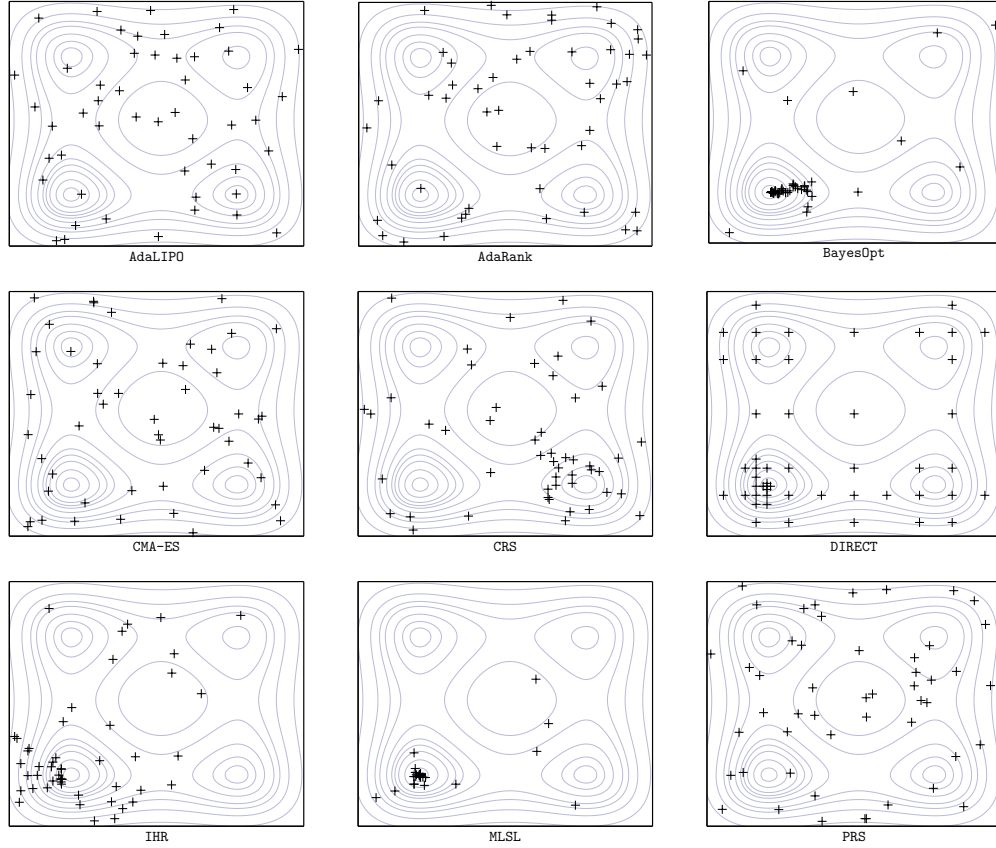 AdaLIPO
AdaRank
BayesOpt
CMA-ES
CRS
DIRECT
IHR
MLSL
PRS